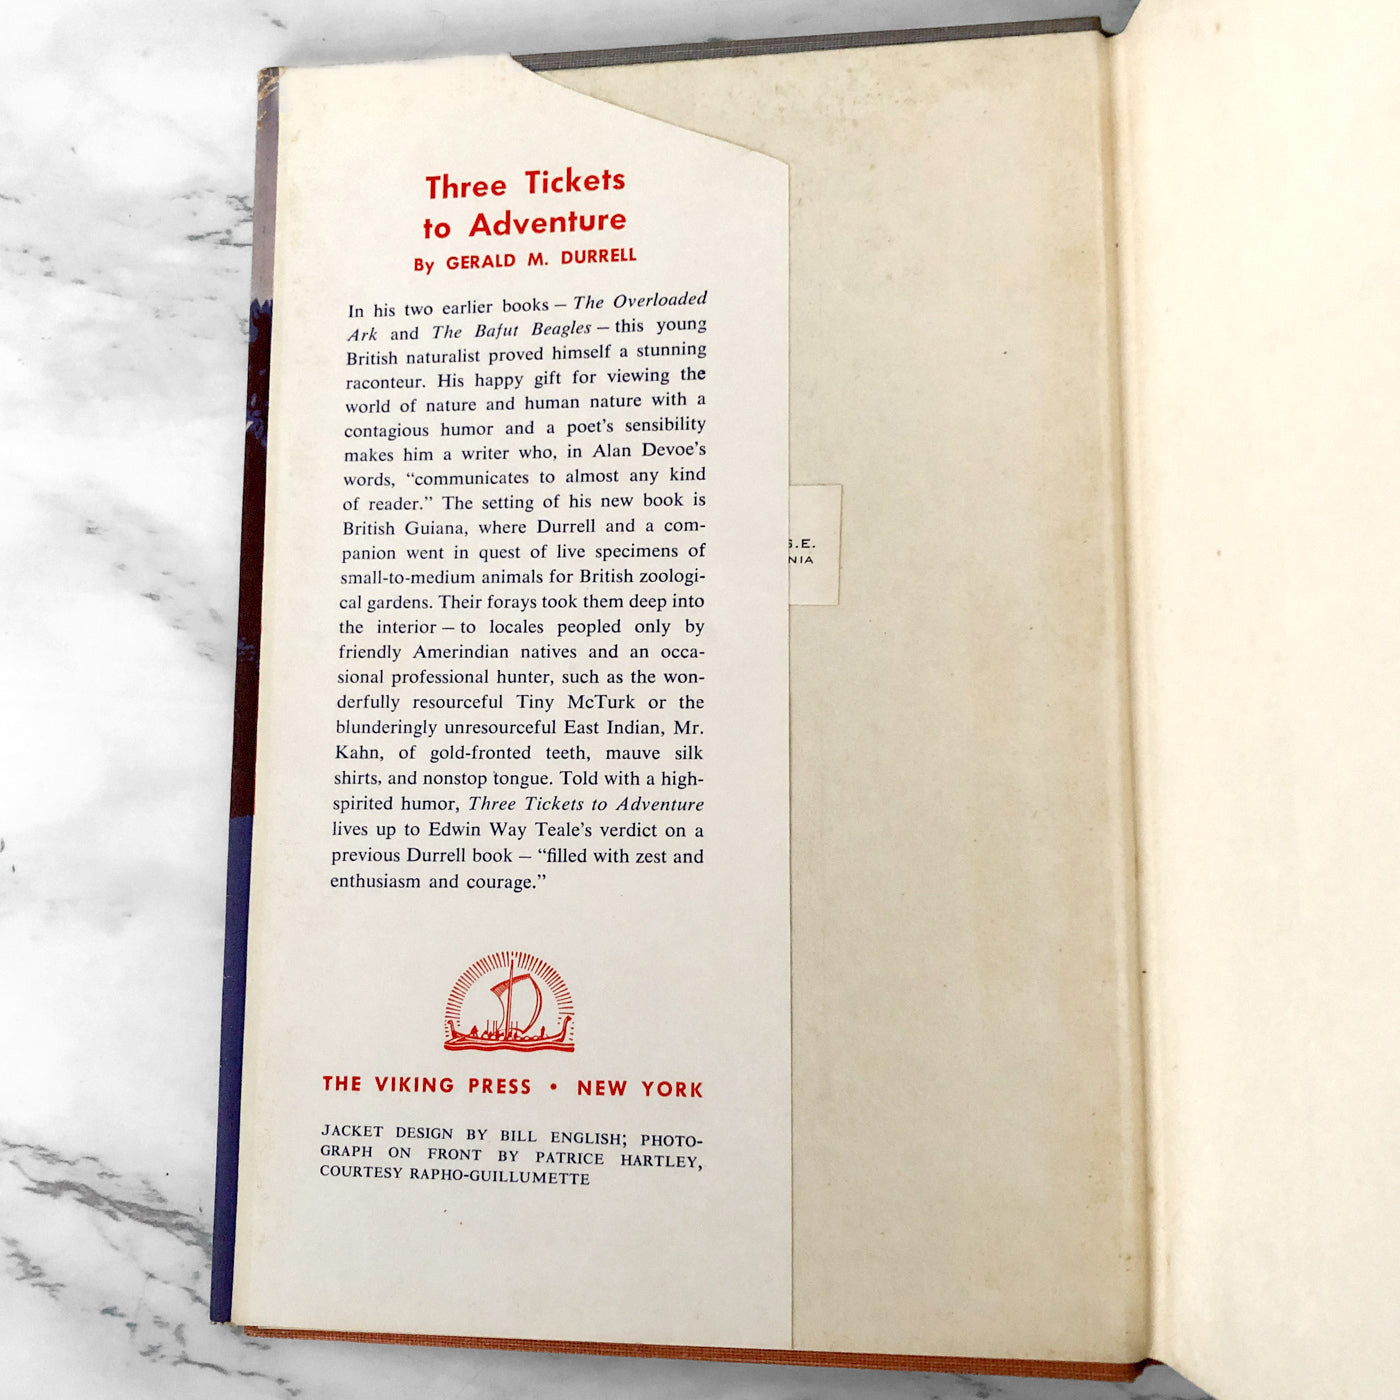 Three Tickets
to Adventure
By GERALD M. DURRELL
In his two earlier books – The Overloaded
Ark and The Bafut Beagles – this young
British naturalist proved himself a stunning
raconteur. His happy gift for viewing the
world of nature and human nature with a
contagious humor and a poet's sensibility
makes him a writer who, in Alan Devoe's
words, “communicates to almost any kind
of reader.” The setting of his new book is
British Guiana, where Durrell and a com-
panion went in quest of live specimens of
small-to-medium animals for British zoologi-
cal gardens. Their forays took them deep into
the interior – to locales peopled only by
friendly Amerindian natives and an occa-
sional professional hunter, such as the won-
derfully resourceful Tiny McTurk or the
blunderingly unresourceful East Indian, Mr.
Kahn, of gold-fronted teeth, mauve silk
shirts, and nonstop tongue. Told with a high-
spirited humor, Three Tickets to Adventure
lives up to Edwin Way Teale's verdict on a
previous Durrell book – “filled with zest and
enthusiasm and courage.”
THE VIKING PRESS • NEW YORK
JACKET DESIGN BY BILL ENGLISH; PHOTO-
GRAPH ON FRONT BY PATRICE HARTLEY,
COURTESY RAPHO-GUILLUMETTE
S.E.
NIA